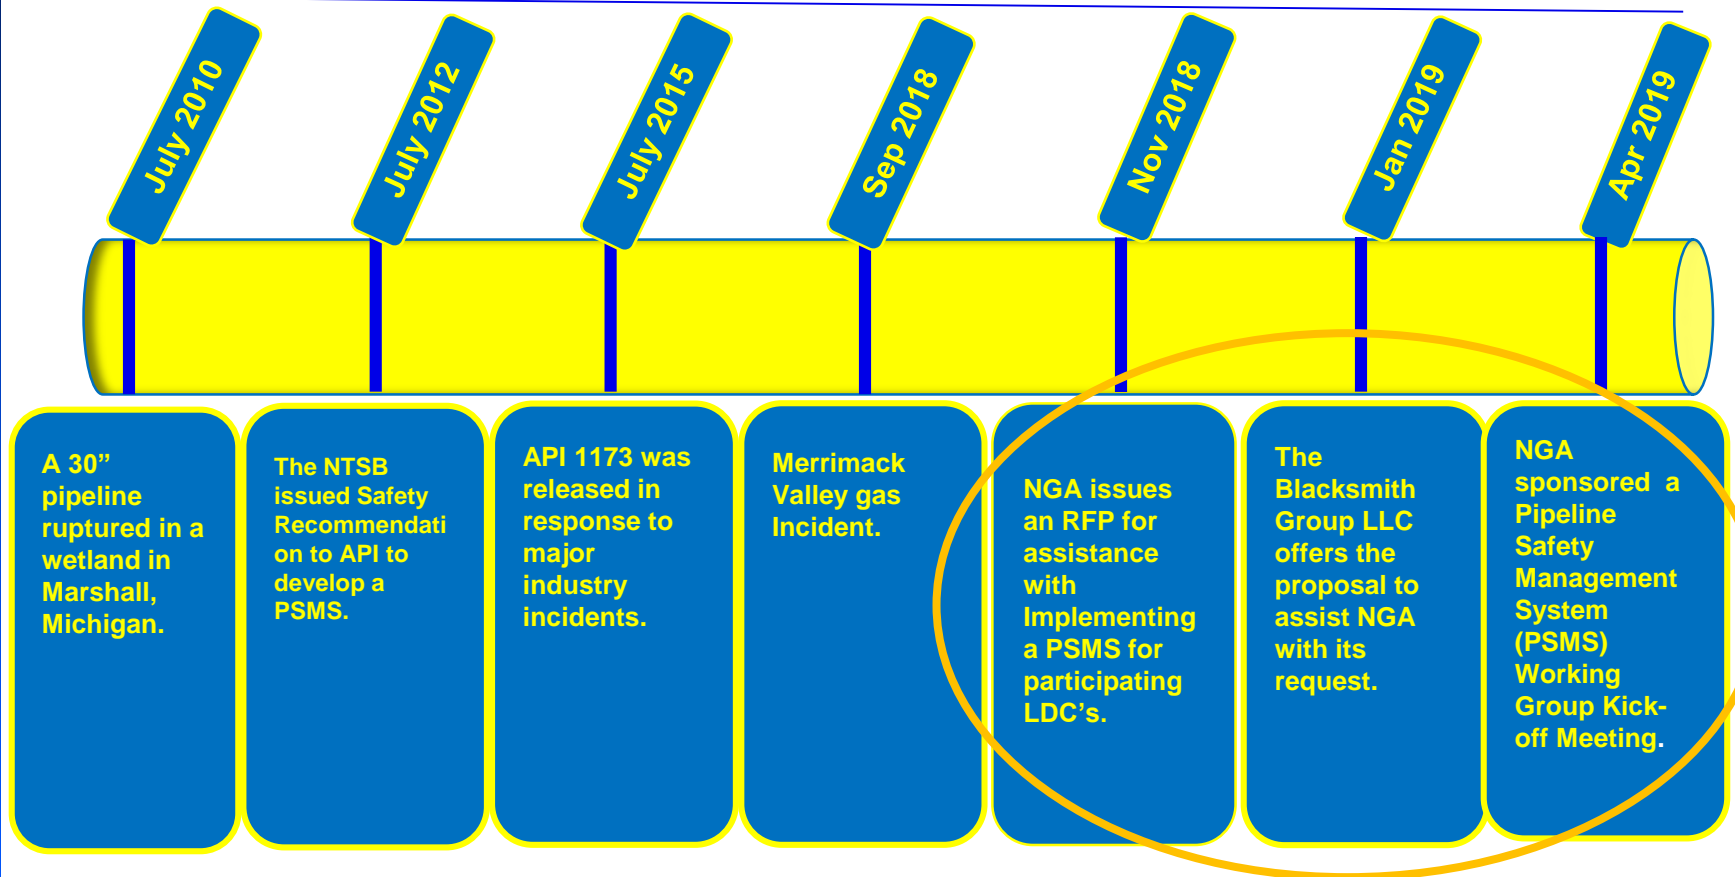 July 2010
July 2012
July 2015
Sep 2018
Nov 2018
Jan 2019
Apr 2019
A 30”
pipeline
ruptured in a
wetland in
Marshall,
Michigan.
The NTSB
issued Safety
Recommendati
on to API to
develop a
PSMS.
API 1173 was
released in
response to
major
industry
incidents.
Merrimack
Valley gas
Incident.
NGA issues
an RFP for
assistance
with
Implementing
a PSMS for
participating
LDC’s.
The
Blacksmith
Group LLC
offers the
proposal to
assist NGA
with its
request.
NGA
sponsored a
Pipeline
Safety
Management
System
(PSMS)
Working
Group Kick-
off Meeting.